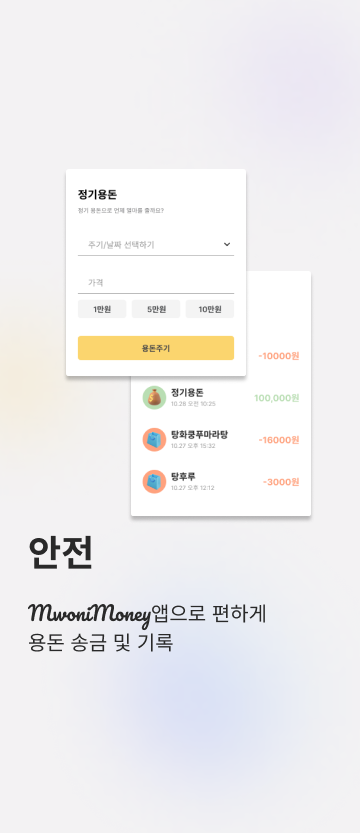 정기용돈
정기 용돈으로 언제 얼마를 줄까요?
주기/날짜 선택하기
가격
1만원
5만원
10만원
용돈주기
-10000원
정기용돈
10.28 오전 10:25
100,000원
탕화쿵푸마라탕
10.27 오후 15:32
-16000원
탕후루
10.27 오후 12:12
-3000원
안전
MwoniMoney앱으로 편하게
용돈 송금 및 기록